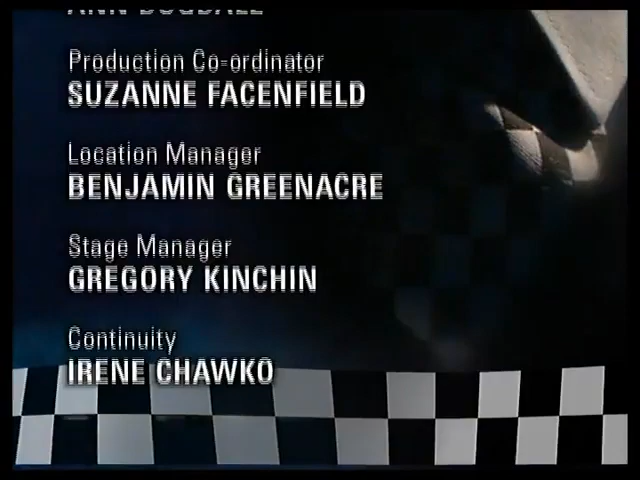 Production Co-ordinator
SUZANNE FACENFIELD
Location Manager
BENJAMIN GREENACRE
Stage Manager
GREGORY KINCHIN
Continuity
IRENE CHAWKO